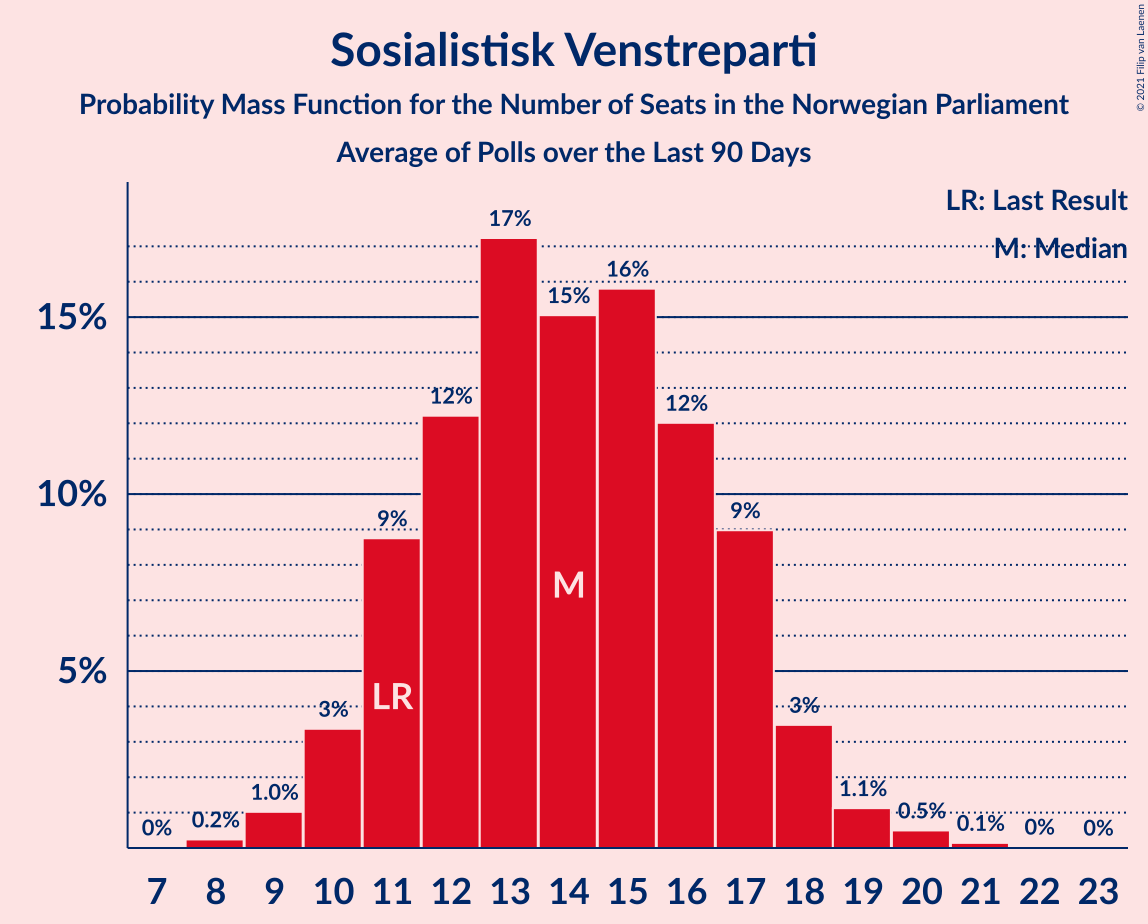 Sosialistisk Venstreparti
Probability Mass Function for the Number of Seats in the Norwegian Parliament
Average of Polls over the Last 90 Days
© 2021 Filip van Laenen
LR: Last Result
M: Median
15%
10%
5%
0%
0.2%
1.0%
3%
9%
12%
17%
15%
16%
12%
9%
3%
1.1%
0.5%
0.1%
0%
0%
LR
M
7 8 9 10 11 12 13 14 15 16 17 18 19 20 21 22 23